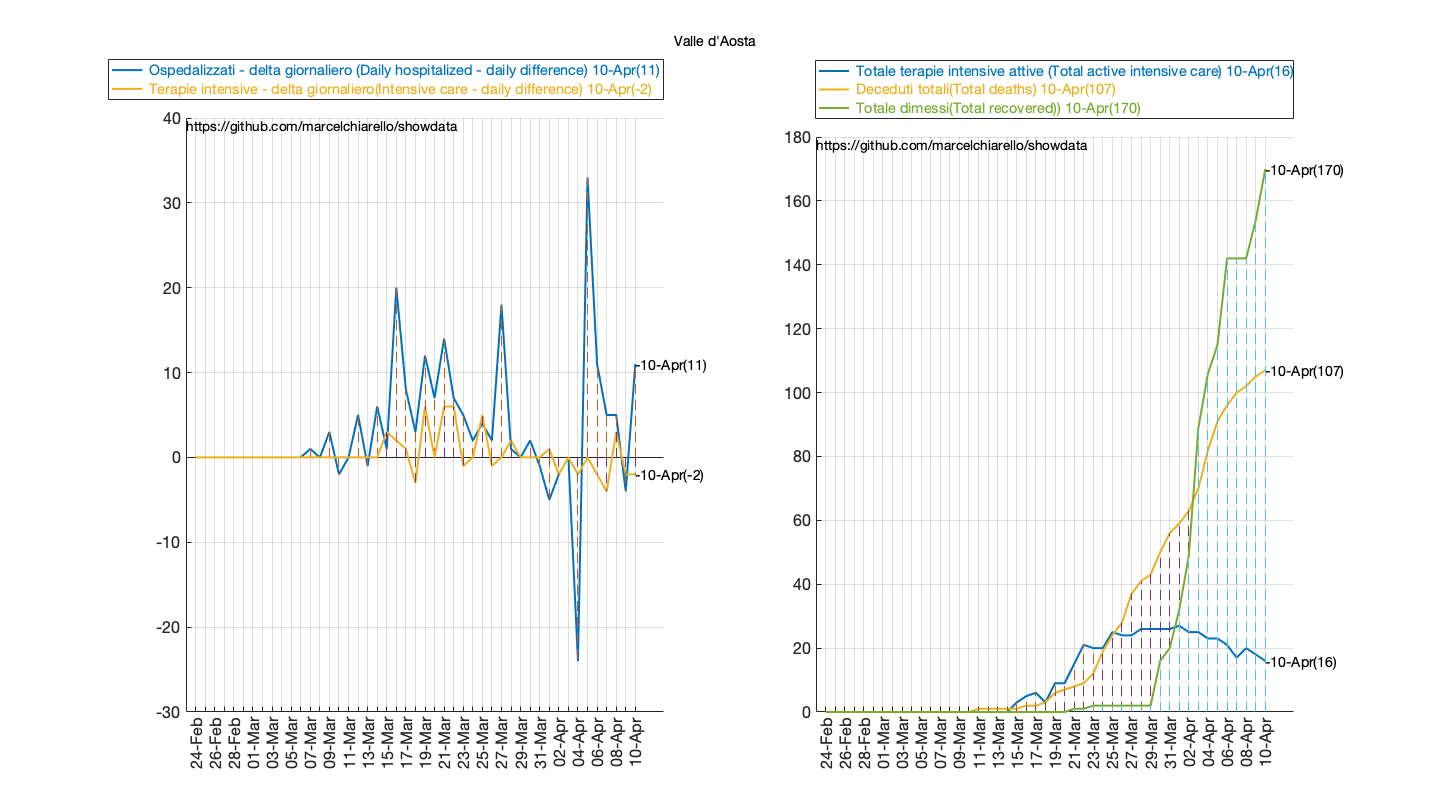 Valle d'Aosta
Ospedalizzati - delta giornaliero (Daily hospitalized - daily difference) 10-Apr(11)
Terapie intensive - delta giornaliero(Intensive care - daily difference) 10-Apr(-2)
https://github.com/marcelchiarello/showdata
40
30
20
10
0
-10
-20
-30
10-Apr(11)
10-Apr(-2)
24-Feb
26-Feb
28-Feb
01-Mar
03-Mar
05-Mar
07-Mar
09-Mar
11-Mar
13-Mar
15-Mar
17-Mar
19-Mar
21-Mar
23-Mar
25-Mar
27-Mar
29-Mar
31-Mar
02-Apr
04-Apr
06-Apr
08-Apr
10-Apr
Totale terapie intensive attive (Total active intensive care) 10-Apr(16)
Deceduti totali(Total deaths) 10-Apr(107)
Totale dimessi(Total recovered)) 10-Apr(170)
https://github.com/marcelchiarello/showdata
180
160
140
120
100
80
60
40
20
0
10-Apr(170)
10-Apr(107)
10-Apr(16)
24-Feb
26-Feb
28-Feb
01-Mar
03-Mar
05-Mar
07-Mar
09-Mar
11-Mar
13-Mar
15-Mar
17-Mar
19-Mar
21-Mar
23-Mar
25-Mar
27-Mar
29-Mar
31-Mar
02-Apr
04-Apr
06-Apr
08-Apr
10-Apr